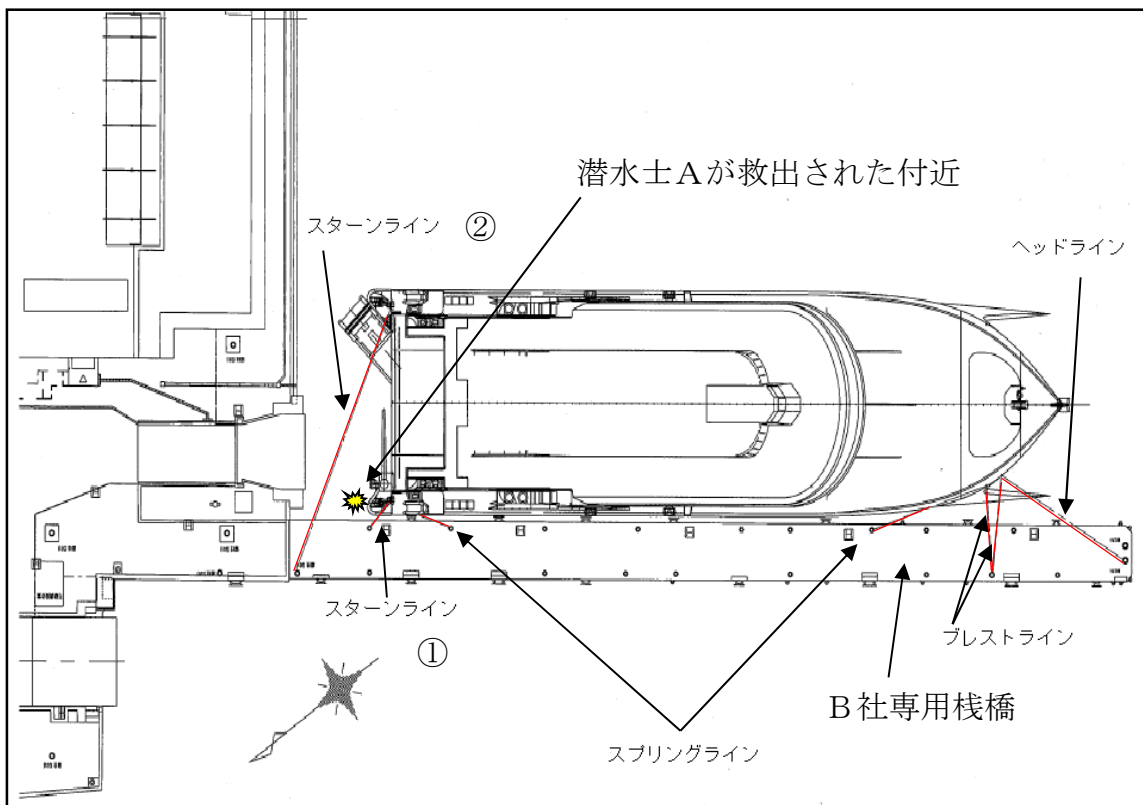 潜水士Aが救出された付近
スターンライン
②
ヘッドライン
スターンライン
①
ブレストライン
B社専用桟橋
スプリングライン